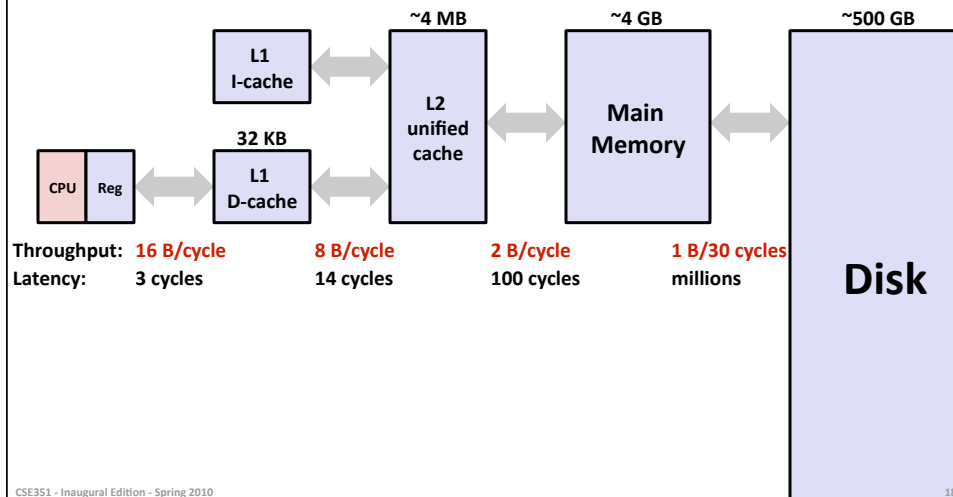 ~4 MB
~4 GB
~500 GB
L1
I-cache
L2
unified
cache
Main
Memory
32 KB
CPU
Reg
L1
D-cache
Throughput: 16 B/cycle 8 B/cycle 2 B/cycle 1 B/30 cycles
Latency: 3 cycles 14 cycles 100 cycles millions
Disk
CSE351 - Inaugural Edition - Spring 2010
18